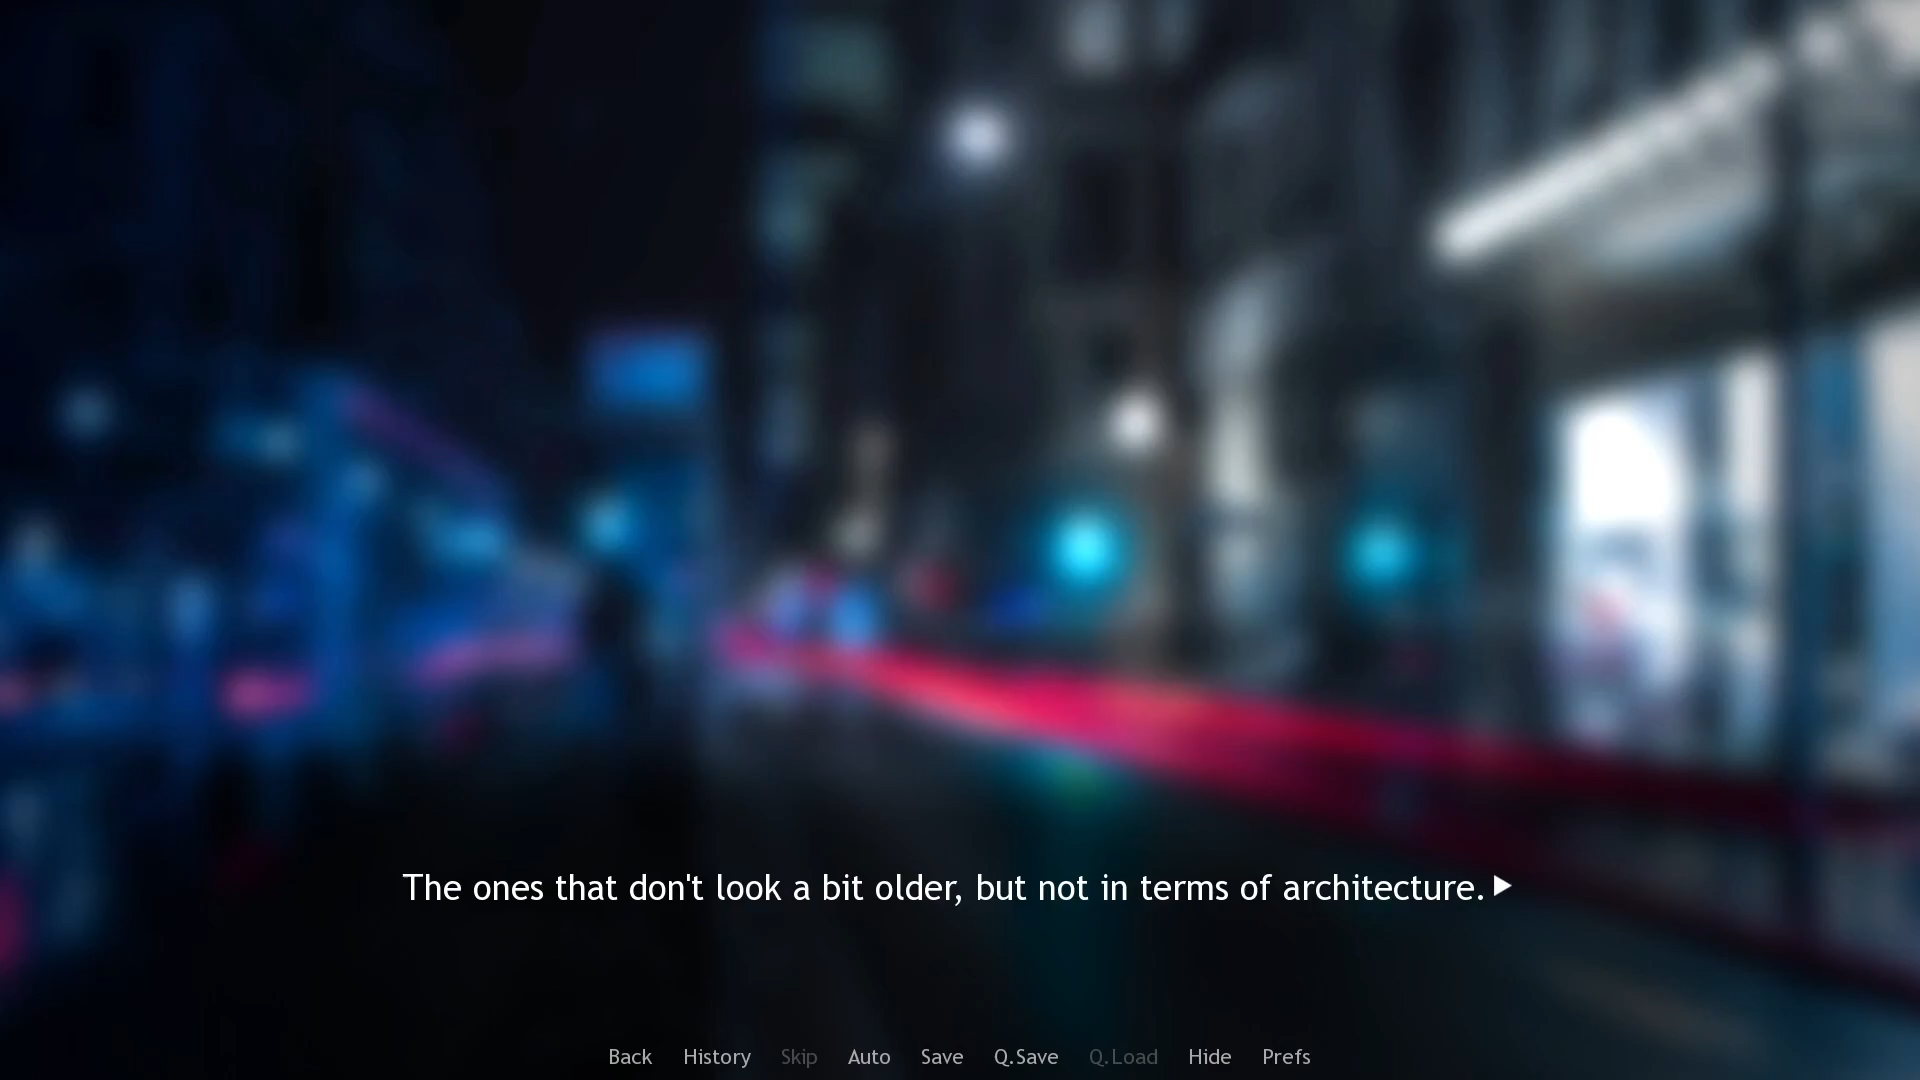 The ones that don't look a bit older, but not in terms of architecture.
Back History Skip Auto Save Q.Save Q.Load Hide Prefs